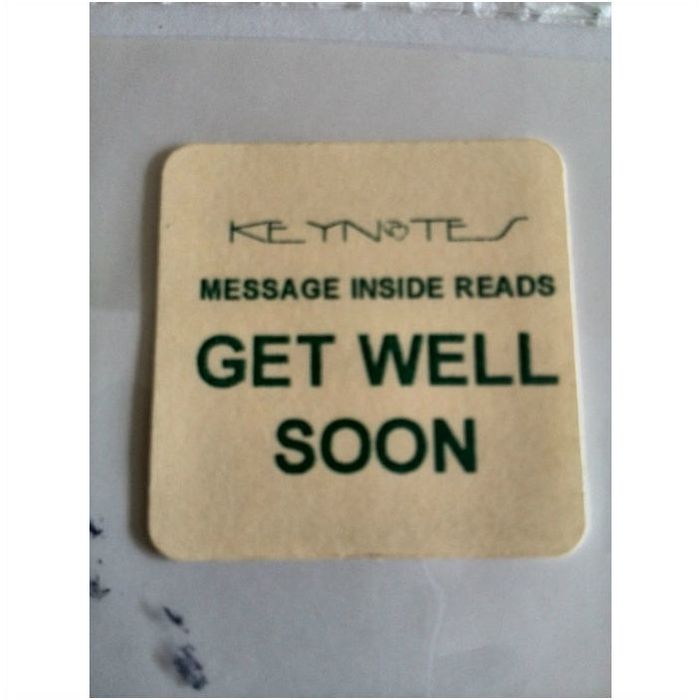 KEYNOTES
MESSAGE INSIDE READS
GET WELL
SOON